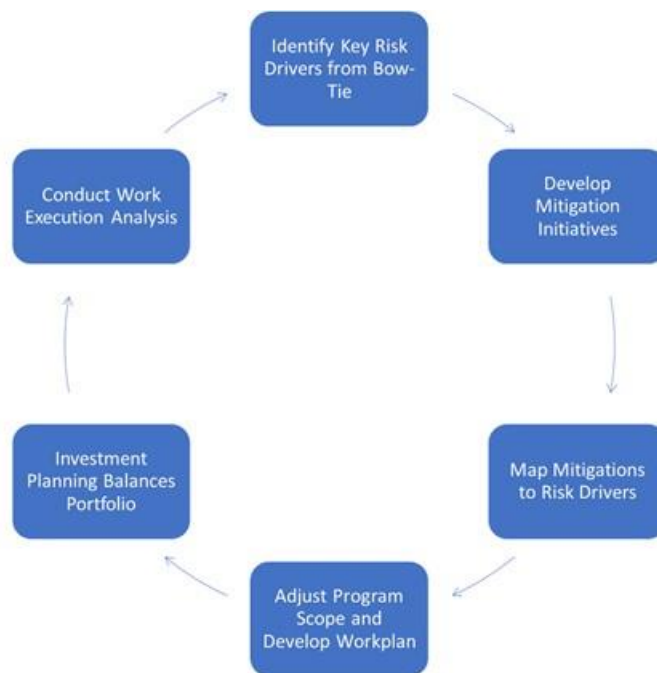 Identify Key Risk
Drivers from Bow-
Tie
Develop
Mitigation
Initiatives
Map Mitigations
to Risk Drivers
Adjust Program
Scope and
Develop Workplan
Investment
Planning Balances
Portfolio
Conduct Work
Execution Analysis